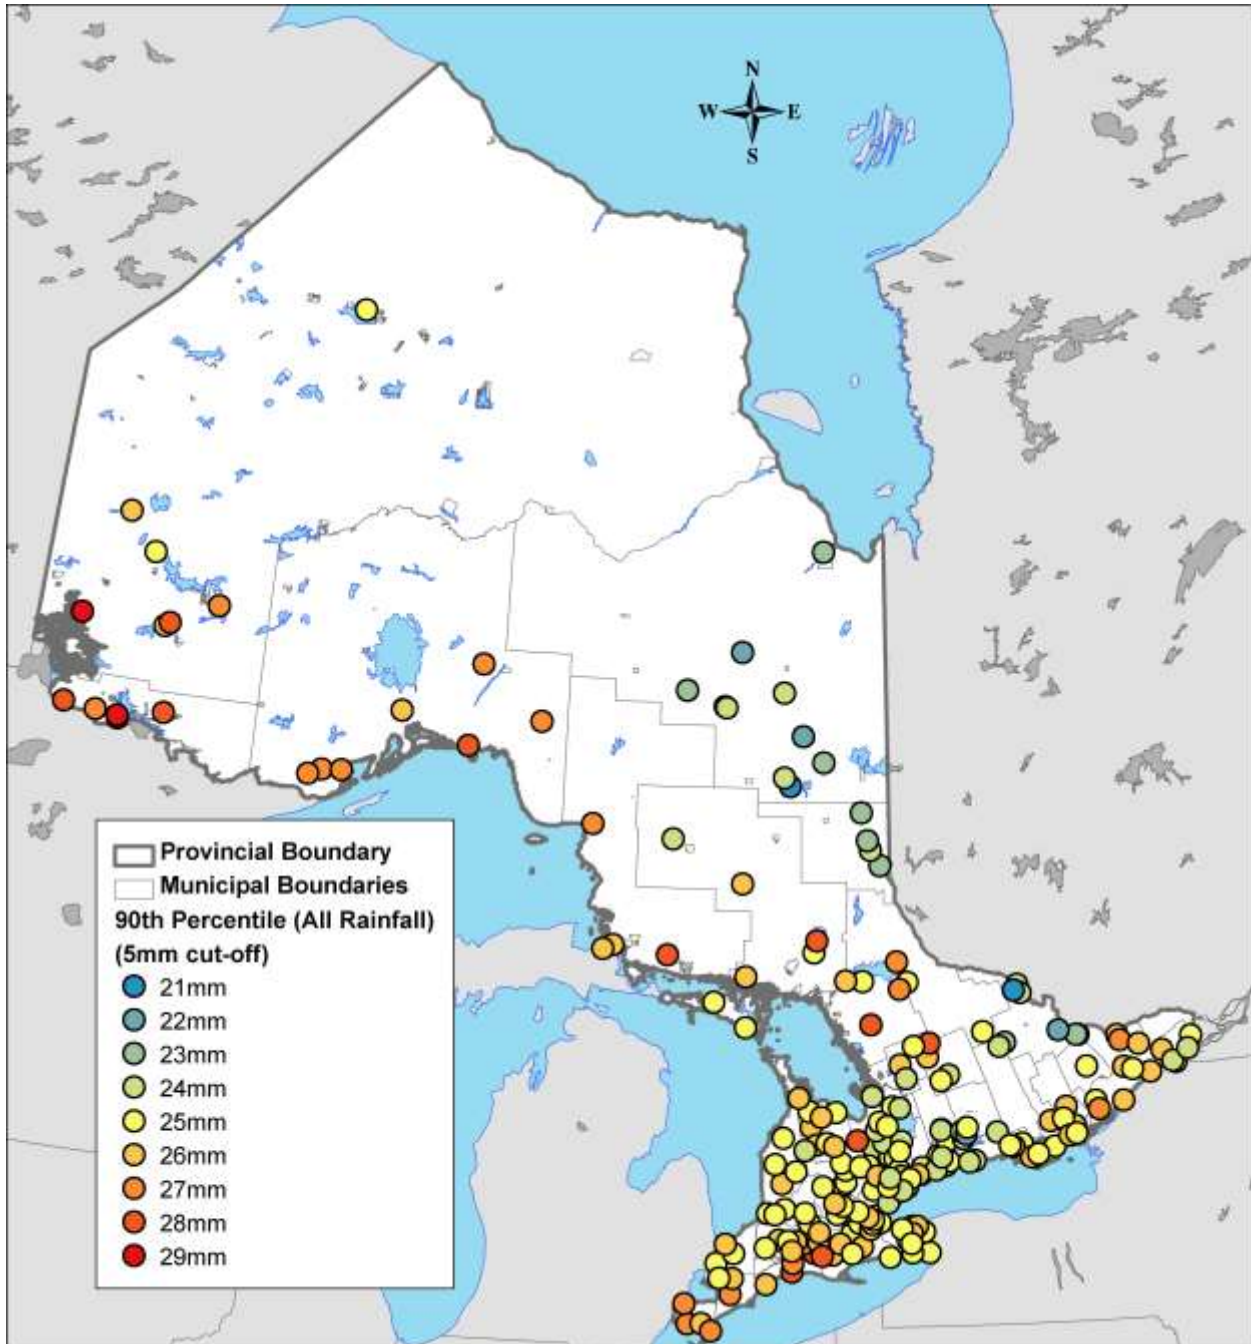 N
W E
S
Provincial Boundary
Municipal Boundaries
90th Percentile (All Rainfall)
(5mm cut-off)
21mm
22mm
23mm
24mm
25mm
26mm
27mm
28mm
29mm